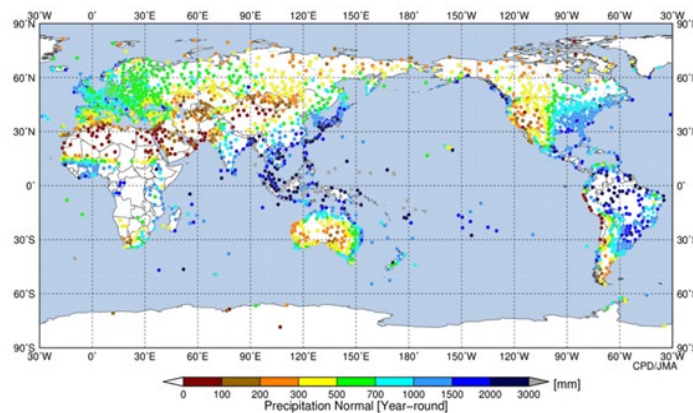 90˚N
90˚N
60˚N
60˚N
30˚N
30˚N
0˚
0˚
30˚S
30˚S
60˚S
60˚S
90˚S
90˚S
30˚W 0˚ 30˚E 60˚E 90˚E 120˚E 150˚E 180˚ 150˚W 120˚W 90˚W 60˚W 30˚W
CPD/JMA
[mm]
0 100 200 300 500 700 1000 1500 2000 3000
Precipitation Normal [Year-round]